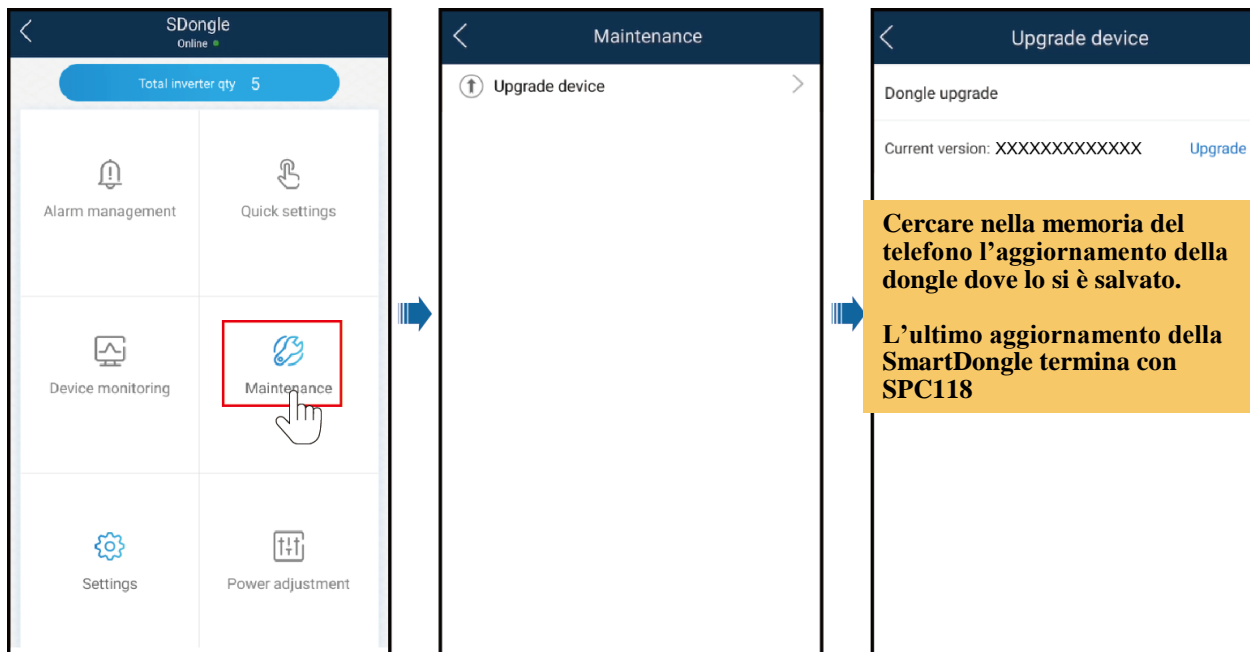 SDongle
Online
Total inverter qty 5
Alarm management
Quick settings
Device monitoring
Maintenance
Settings
Power adjustment
Maintenance
Upgrade device
Upgrade device
Dongle upgrade
Current version: XXXXXXXXXXXXX Upgrade
Cercare nella memoria del
telefono l’aggiornamento della
dongle dove lo si è salvato.
L’ultimo aggiornamento della
SmartDongle termina con
SPC118